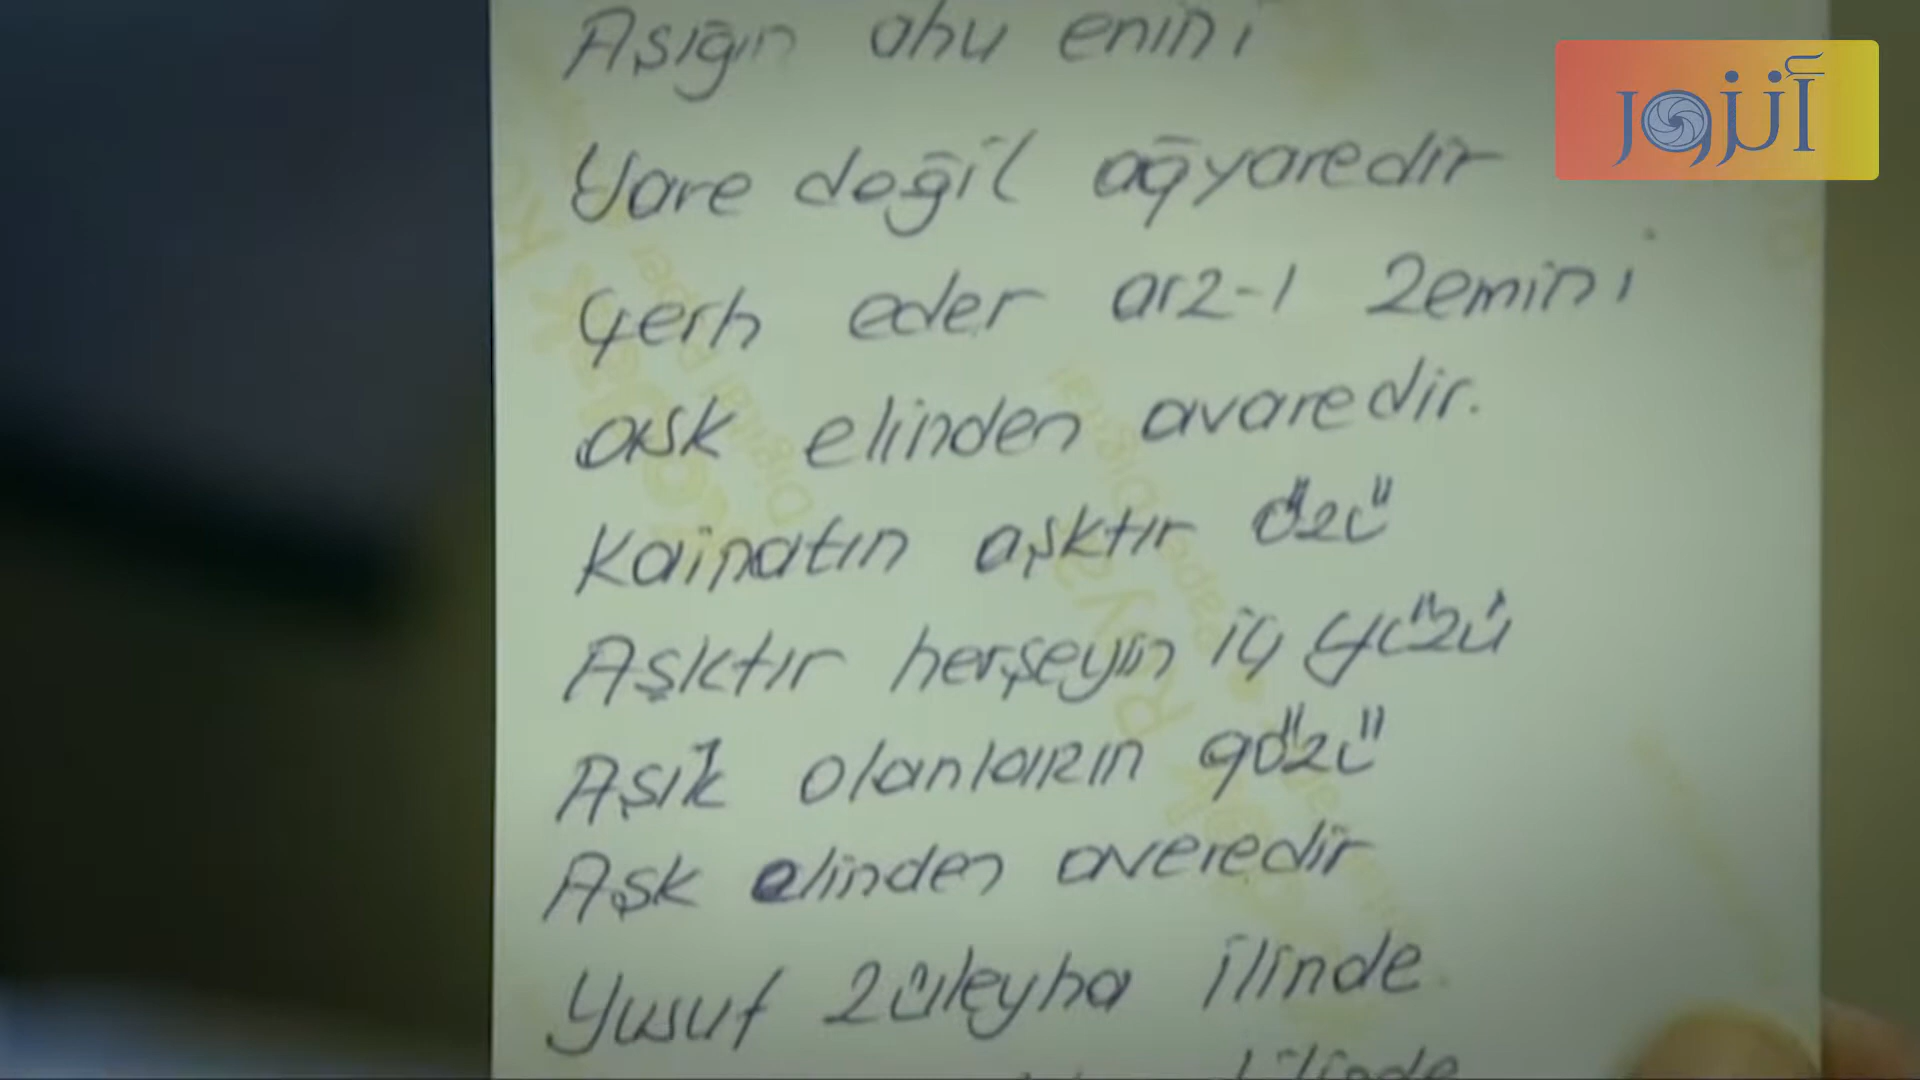 Aşığın ahu enini
Yare değil ağyaredir
Çerh eder arz-ı zemini
aşk elinden avaredir.
Kainatın aşktır özü
Aşktır herşeyin iç yüzü
Aşık olanların gözü
Aşk elinden averedir
Yusuf züleyha ilinde